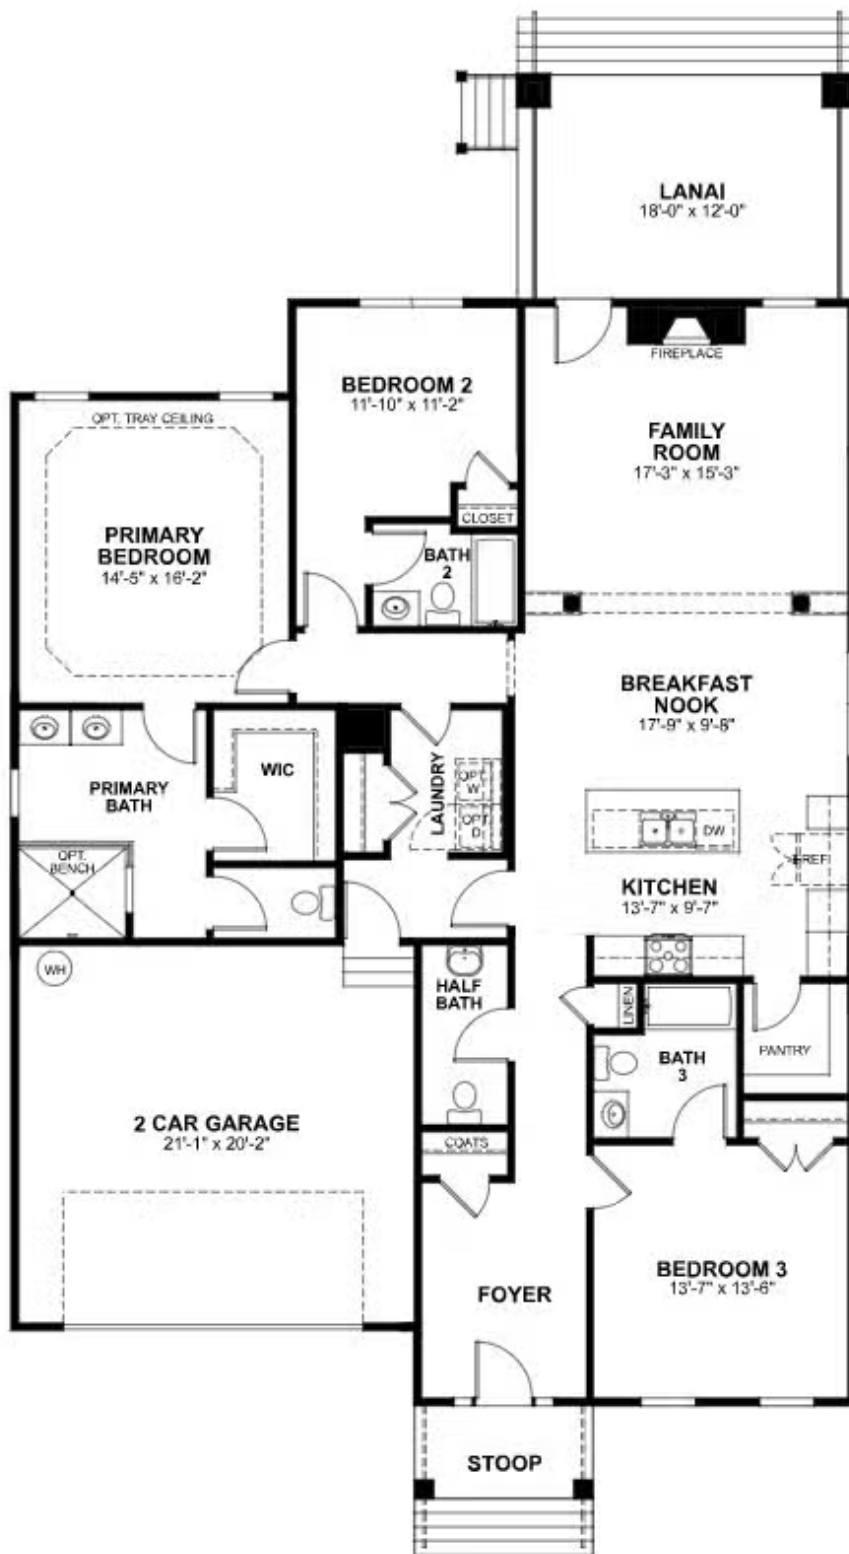 LANAI
18'-0" x 12'-0"
FIREPLACE
BEDROOM 2
11'-10" x 11'-2"
FAMILY
ROOM
17'-3" x 15'-3"
OPT. TRAY CEILING
CLOSET
PRIMARY
BEDROOM
14'-5" x 16'-2"
BATH
2
BREAKFAST
NOOK
17'-9" x 9'-8"
PRIMARY
BATH
WIC
LAUNDRY
OPT.
W
OPT.
D
DW
REF
OPT.
BENCH
KITCHEN
13'-7" x 9'-7"
WH
HALF
BATH
LINEN
BATH
3
PANTRY
2 CAR GARAGE
21'-1" x 20'-2"
COATS
BEDROOM 3
13'-7" x 13'-6"
FOYER
STOOP